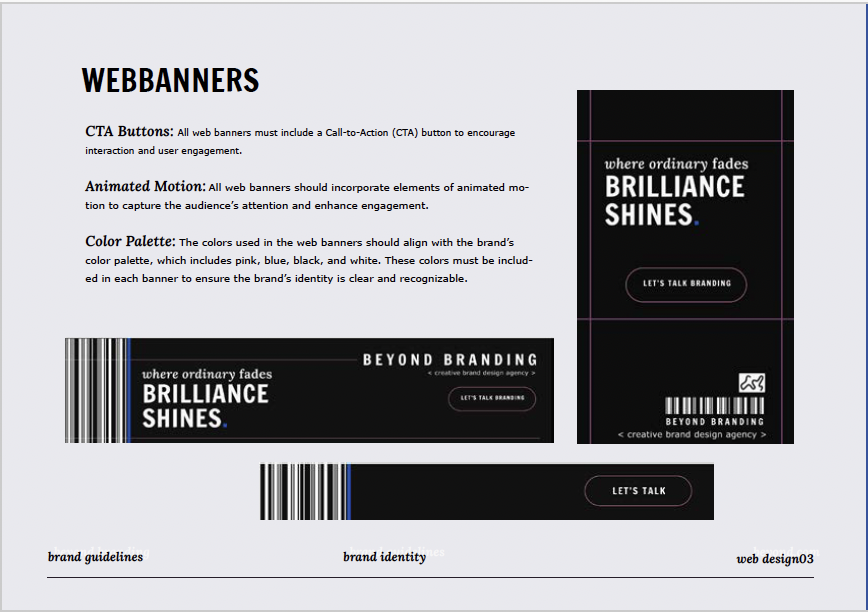 WEBBANNERS
CTA Buttons: All web banners must include a Call-to-Action (CTA) button to encourage
interaction and user engagement.
Animated Motion: All web banners should incorporate elements of animated mo-
tion to capture the audience's attention and enhance engagement.
Color Palette: The colors used in the web banners should align with the brand's
color palette, which includes pink, blue, black, and white. These colors must be includ-
ed in each banner to ensure the brand's identity is clear and recognizable.
where ordinary fades
BRILLIANCE
SHINES.
LET'S TALK BRANDING
BEYOND BRANDING
< creative brand design agency >
where ordinary fades
BRILLIANCE
SHINES.
BEYOND BRANDING
< creative brand design agency >
LET'S TALK BRANDING
LET'S TALK
brand guidelines
brand identity
web design03